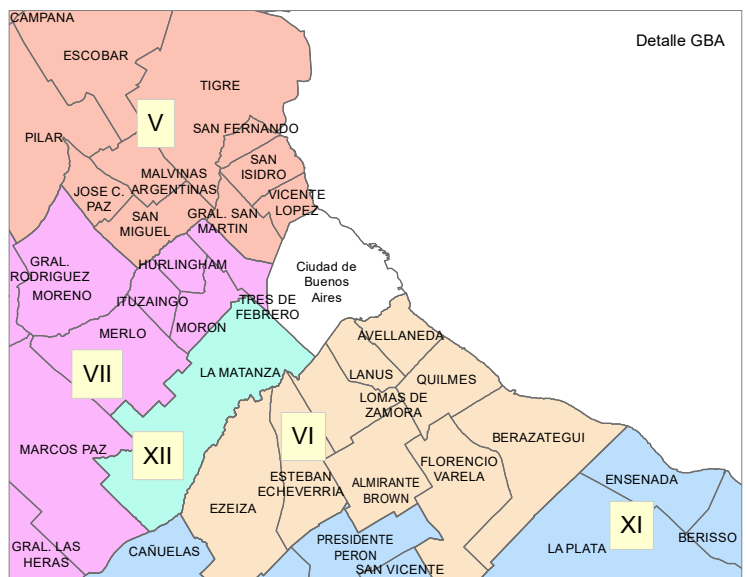 CAMPANA
Detalle GBA
ESCOBAR
TIGRE
V
SAN FERNANDO
PILAR
SAN
ISIDRO
MALVINAS
ARGENTINAS
JOSE C.
PAZ
VICENTE
LOPEZ
SAN
MIGUEL
GRAL. SAN
MARTIN
GRAL.
RODRIGUEZ
HURLINGHAM
Ciudad de
Buenos
Aires
MORENO
ITUZAINGO
TRES DE
FEBRERO
MORON
MERLO
AVELLANEDA
VII
LA MATANZA
LANUS
QUILMES
LOMAS DE
ZAMORA
VI
BERAZATEGUI
MARCOS PAZ
XII
FLORENCIO
VARELA
ESTEBAN
ECHEVERRIA
ALMIRANTE
BROWN
ENSENADA
EZEIZA
XI
PRESIDENTE
PERON
BERISSO
GRAL. LAS
HERAS
CAÑUELAS
LA PLATA
SAN VICENTE